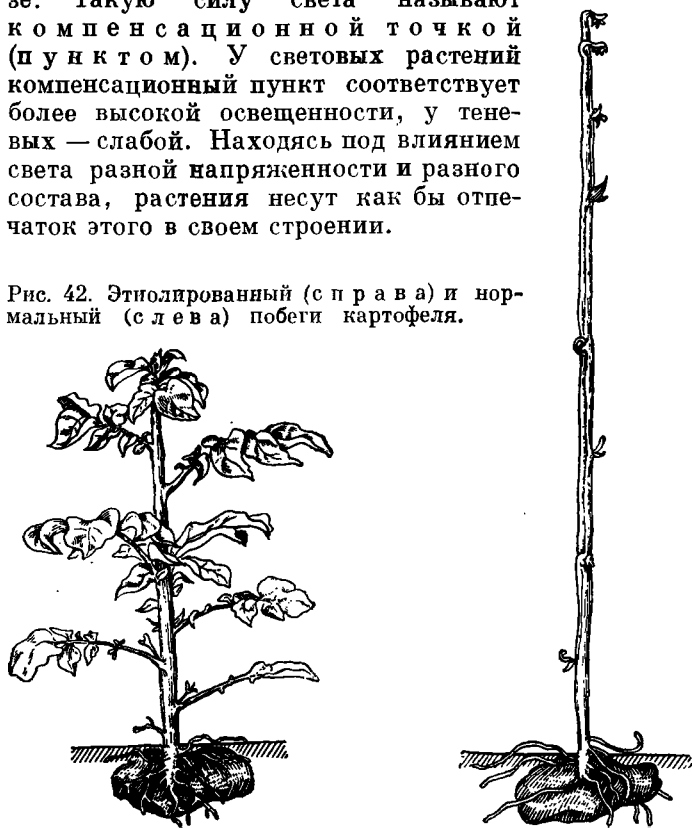 зе. Такую силу света называют
компенсационной точкой
(пунктом). У световых растений
компенсационный пункт соответствует
более высокой освещенности, у тене-
вых — слабой. Находясь под влиянием
света разной напряженности и разного
состава, растения несут как бы отпе-
чаток этого в своем строении.
Рис. 42. Этиолированный (справа) и нор-
мальный (слева) побеги картофеля.